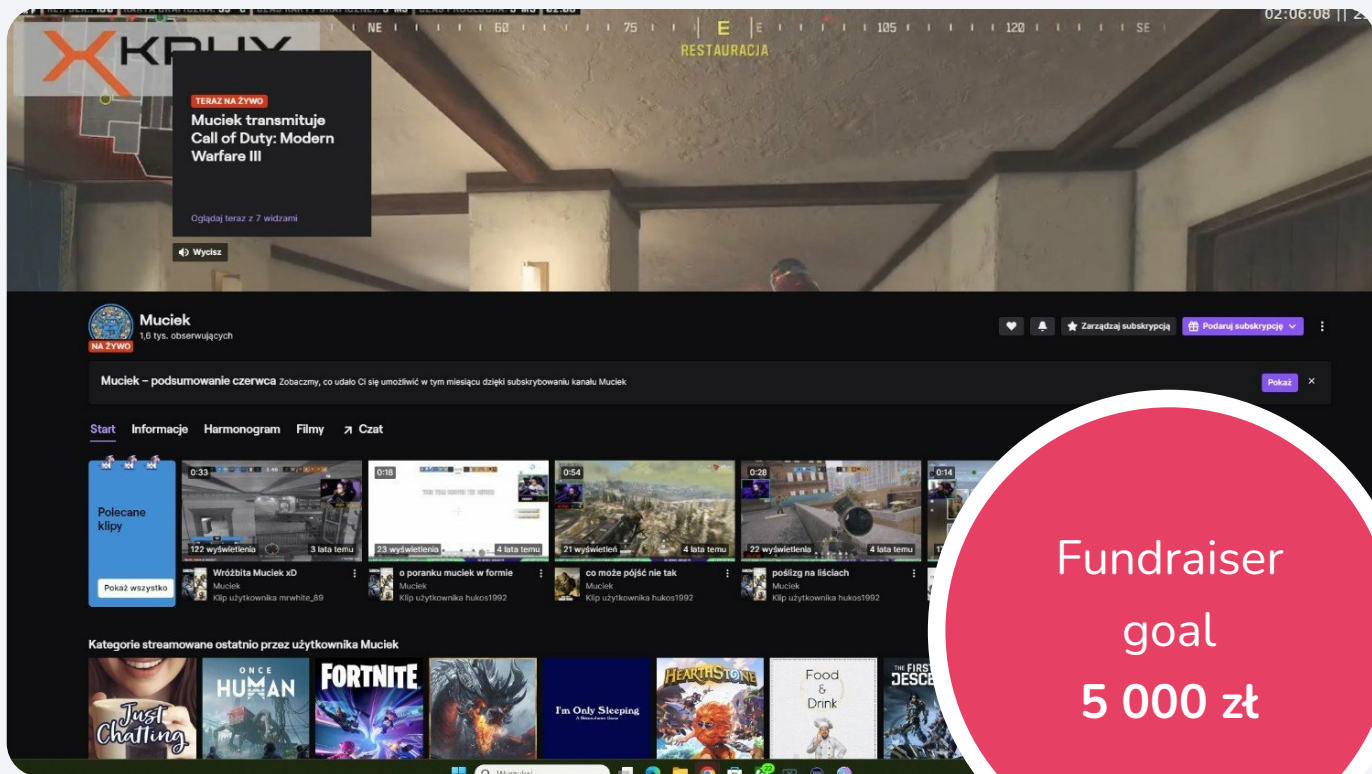 02:06:08 || 2
NE 60 75 E E 105 120 SE
RESTAURACJA
KRUX
TERAZ NA ŻYWO
Muciek transmituje
Call of Duty: Modern
Warfare III
Oglądaj teraz z 7 widzami
Wycisz
Muciek
1,6 tys. obserwujących
NA ŻYWO
Zarządzaj subskrypcją
Podaruj subskrypcję
Muciek – podsumowanie czerwca Zobaczmy, co udało Ci się umożliwić w tym miesiącu dzięki subskrybowaniu kanału Muciek
Pokaż
Start Informacje Harmonogram Filmy Czat
Polecane
klipy
Pokaż wszystko
0:33
122 wyświetlenia 3 lata temu
Wróżbita Muciek xD
Muciek
Klip użytkownika mrwhite_89
0:18
23 wyświetlenia 4 lata temu
o poranku muciek w formie
Muciek
Klip użytkownika hukos1992
0:54
21 wyświetleń 4 lata temu
co może pójść nie tak
Muciek
Klip użytkownika hukos1992
0:28
22 wyświetlenia 4 lata temu
poślizg na liściach
Muciek
Klip użytkownika hukos1992
0:14
Fundraiser
goal
5 000 zł
Kategorie streamowane ostatnio przez użytkownika Muciek
Just
Chatting
ONCE
HUMAN
FORTNITE
I'm Only Sleeping
HEARTHSTONE
Food
&
Drink
THE FIRST
DESCE
Wyszukaj
22